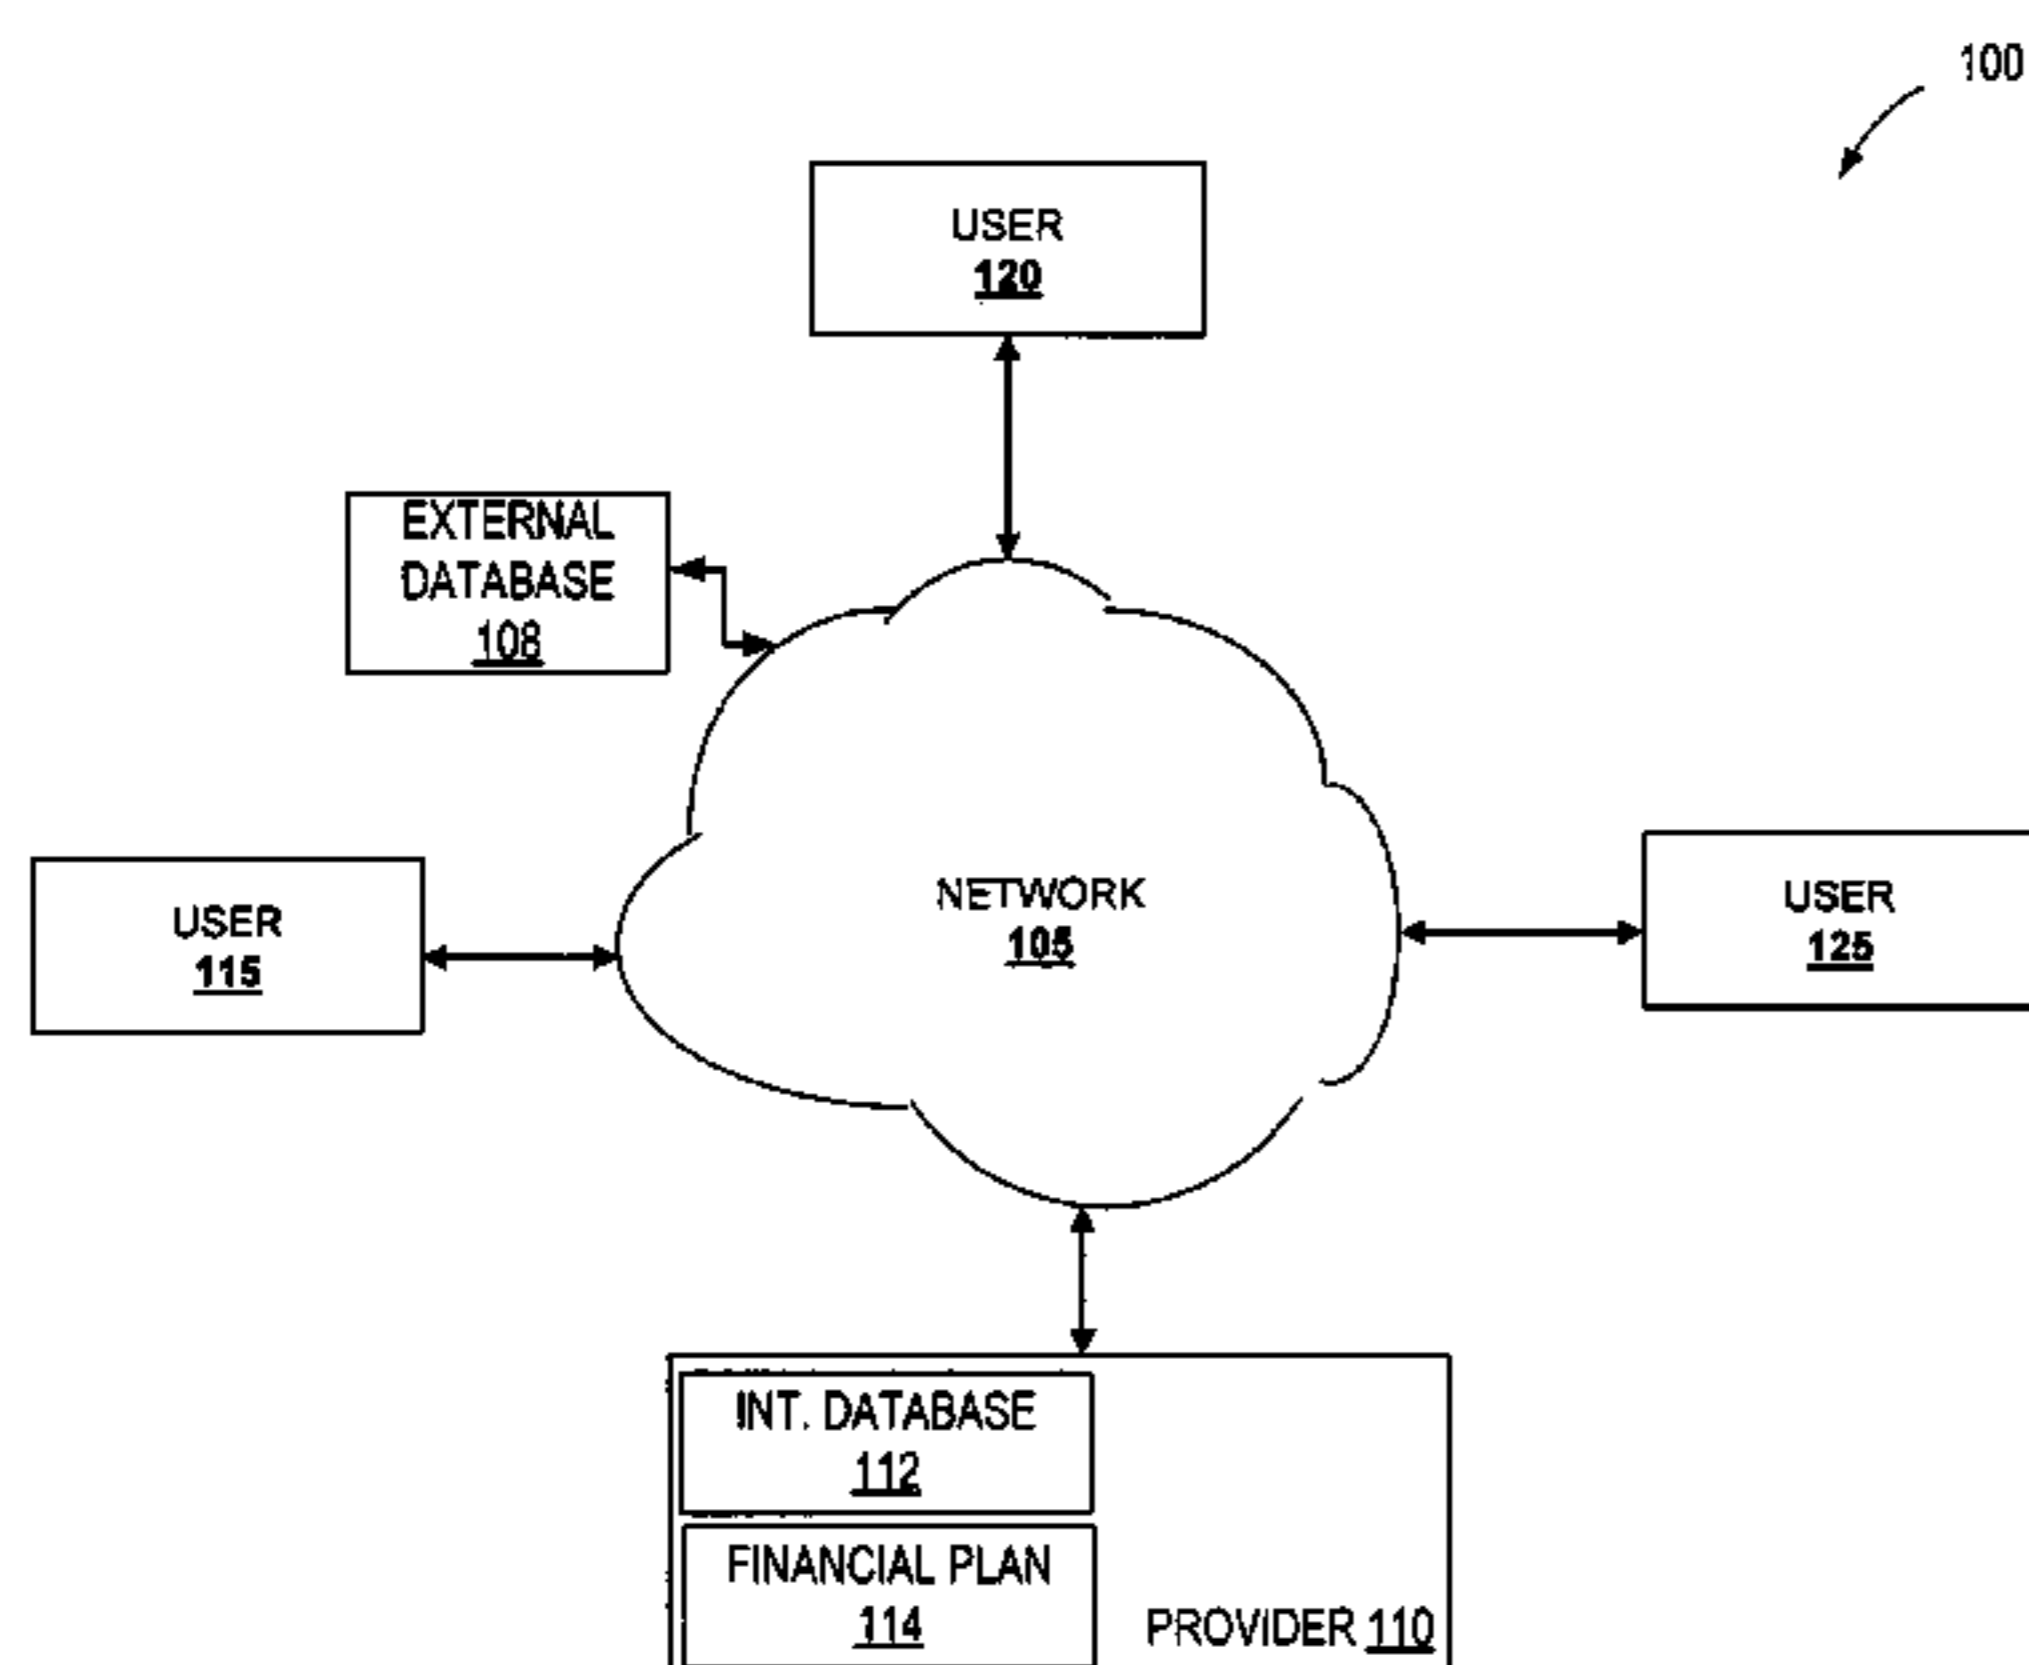 100
USER
120
EXTERNAL
DATABASE
108
USER
115
NETWORK
105
USER
125
INT. DATABASE
112
FINANCIAL PLAN
114
PROVIDER 110